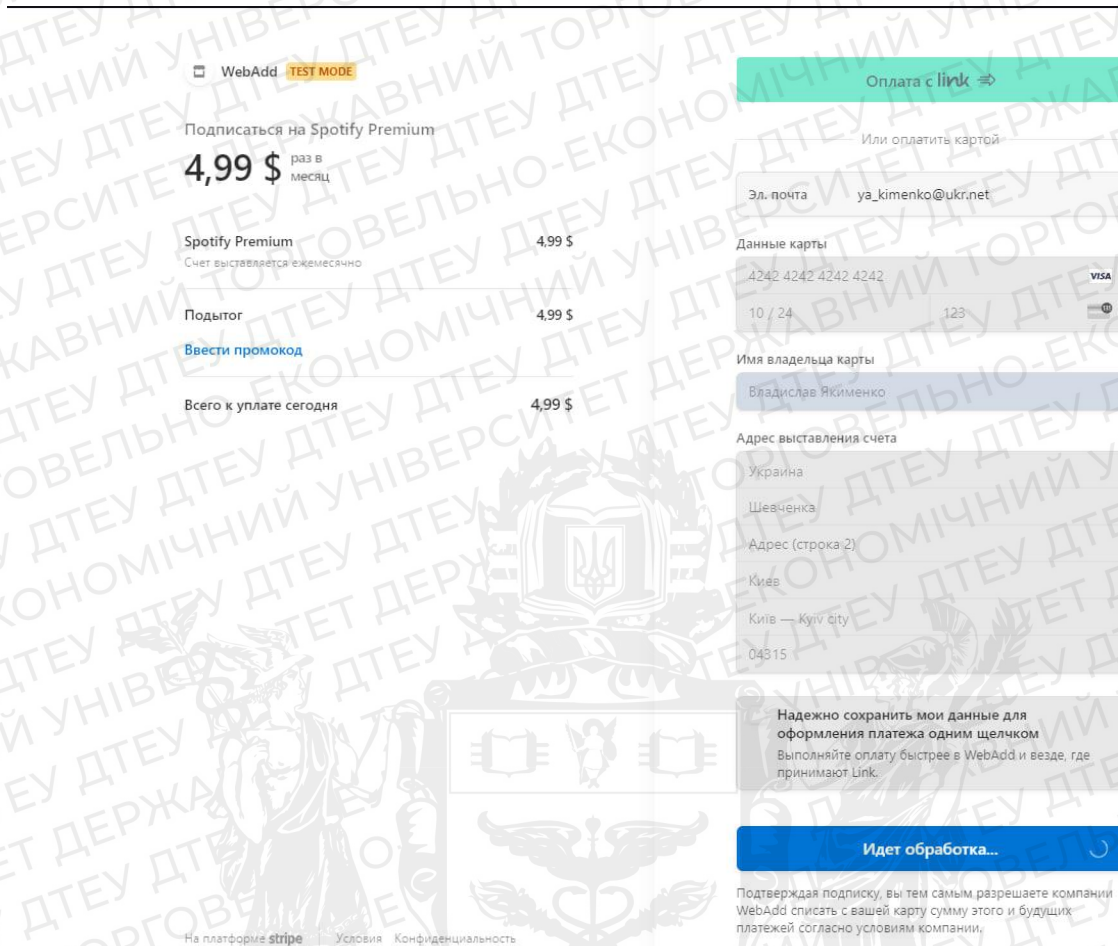 WebAdd TEST MODE
Подписаться на Spotify Premium
4,99 $ раз в
месяц
Spotify Premium 4,99 $
Счет выставляется ежемесячно
Подытог 4,99 $
Ввести промокод
Всего к уплате сегодня 4,99 $
На платформе stripe Условия Конфиденциальность
Оплата с link
Или оплатить картой
Эл. почта ya_kimenko@ukr.net
Данные карты
4242 4242 4242 4242 VISA
10 / 24 123
Имя владельца карты
Владислав Якименко
Адрес выставления счета
Украина
Шевченка
Адрес (строка 2)
Киев
Київ — Kyiv city
04315
Надежно сохранить мои данные для
оформления платежа одним щелчком
Выполняйте оплату быстрее в WebAdd и везде, где
принимают Link.
Идет обработка...
Подтверждая подписку, вы тем самым разрешаете компании
WebAdd списать с вашей карту сумму этого и будущих
платежей согласно условиям компании.